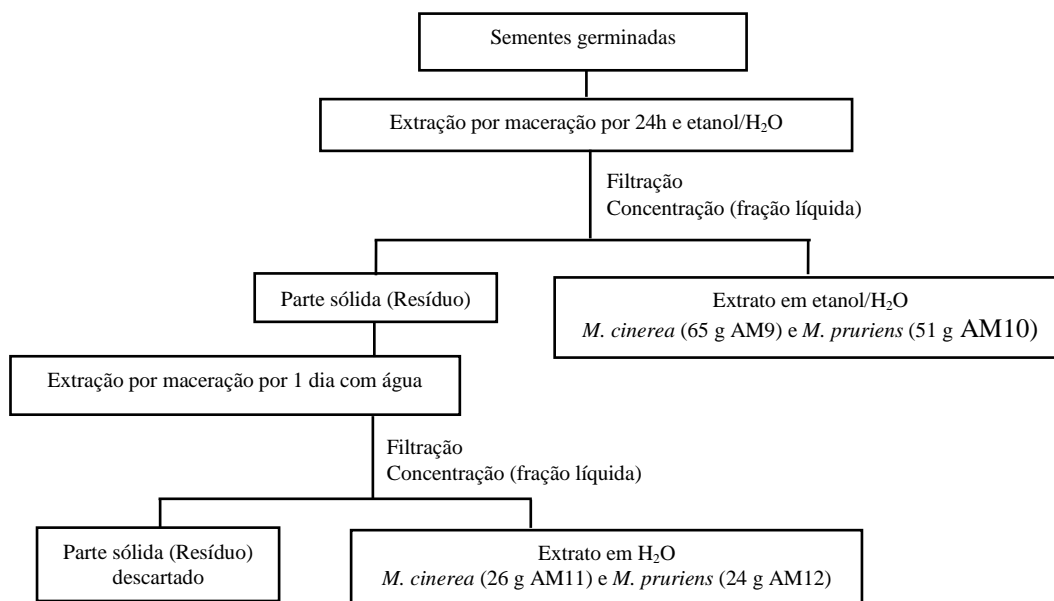 Sementes germinadas
Extração por maceração por 24h e etanol/H₂O
Filtração
Concentração (fração líquida)
Parte sólida (Resíduo)
Extrato em etanol/H₂O
M. cinerea (65 g AM9) e M. pruriens (51 g AM10)
Extração por maceração por 1 dia com água
Filtração
Concentração (fração líquida)
Parte sólida (Resíduo)
descartado
Extrato em H₂O
M. cinerea (26 g AM11) e M. pruriens (24 g AM12)